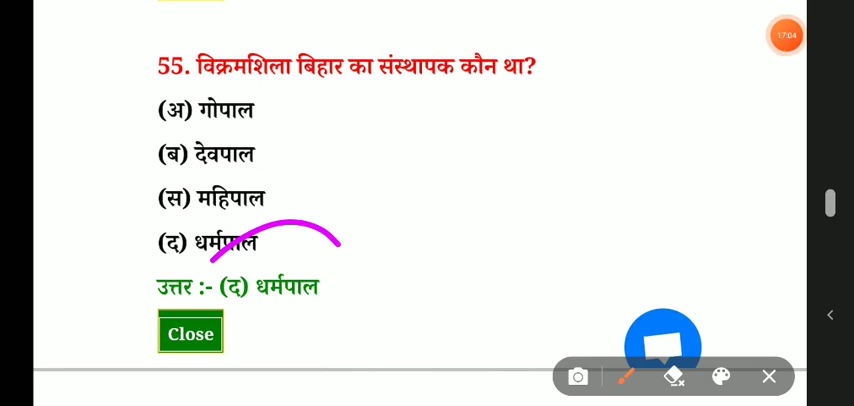 17:04
55. विक्रमशिला बिहार का संस्थापक कौन था?
(अ) गोपाल
(ब) देवपाल
(स) महिपाल
(द) धर्मपाल
उत्तर :- (द) धर्मपाल
Close